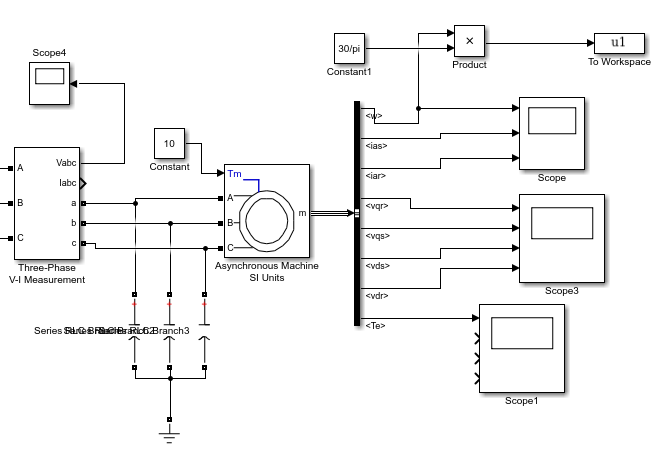 Scope4
30/pi
Constant1
×
Product
u1
To Workspace
10
Constant
Vabc
Iabc
a
b
c
A
B
C
Three-Phase
V-I Measurement
Tm
A
B
C
m
Asynchronous Machine
SI Units
<w>
<ias>
<iar>
<vqr>
<vqs>
<vds>
<vdr>
<Te>
Scope
Scope3
Scope1
Branch3